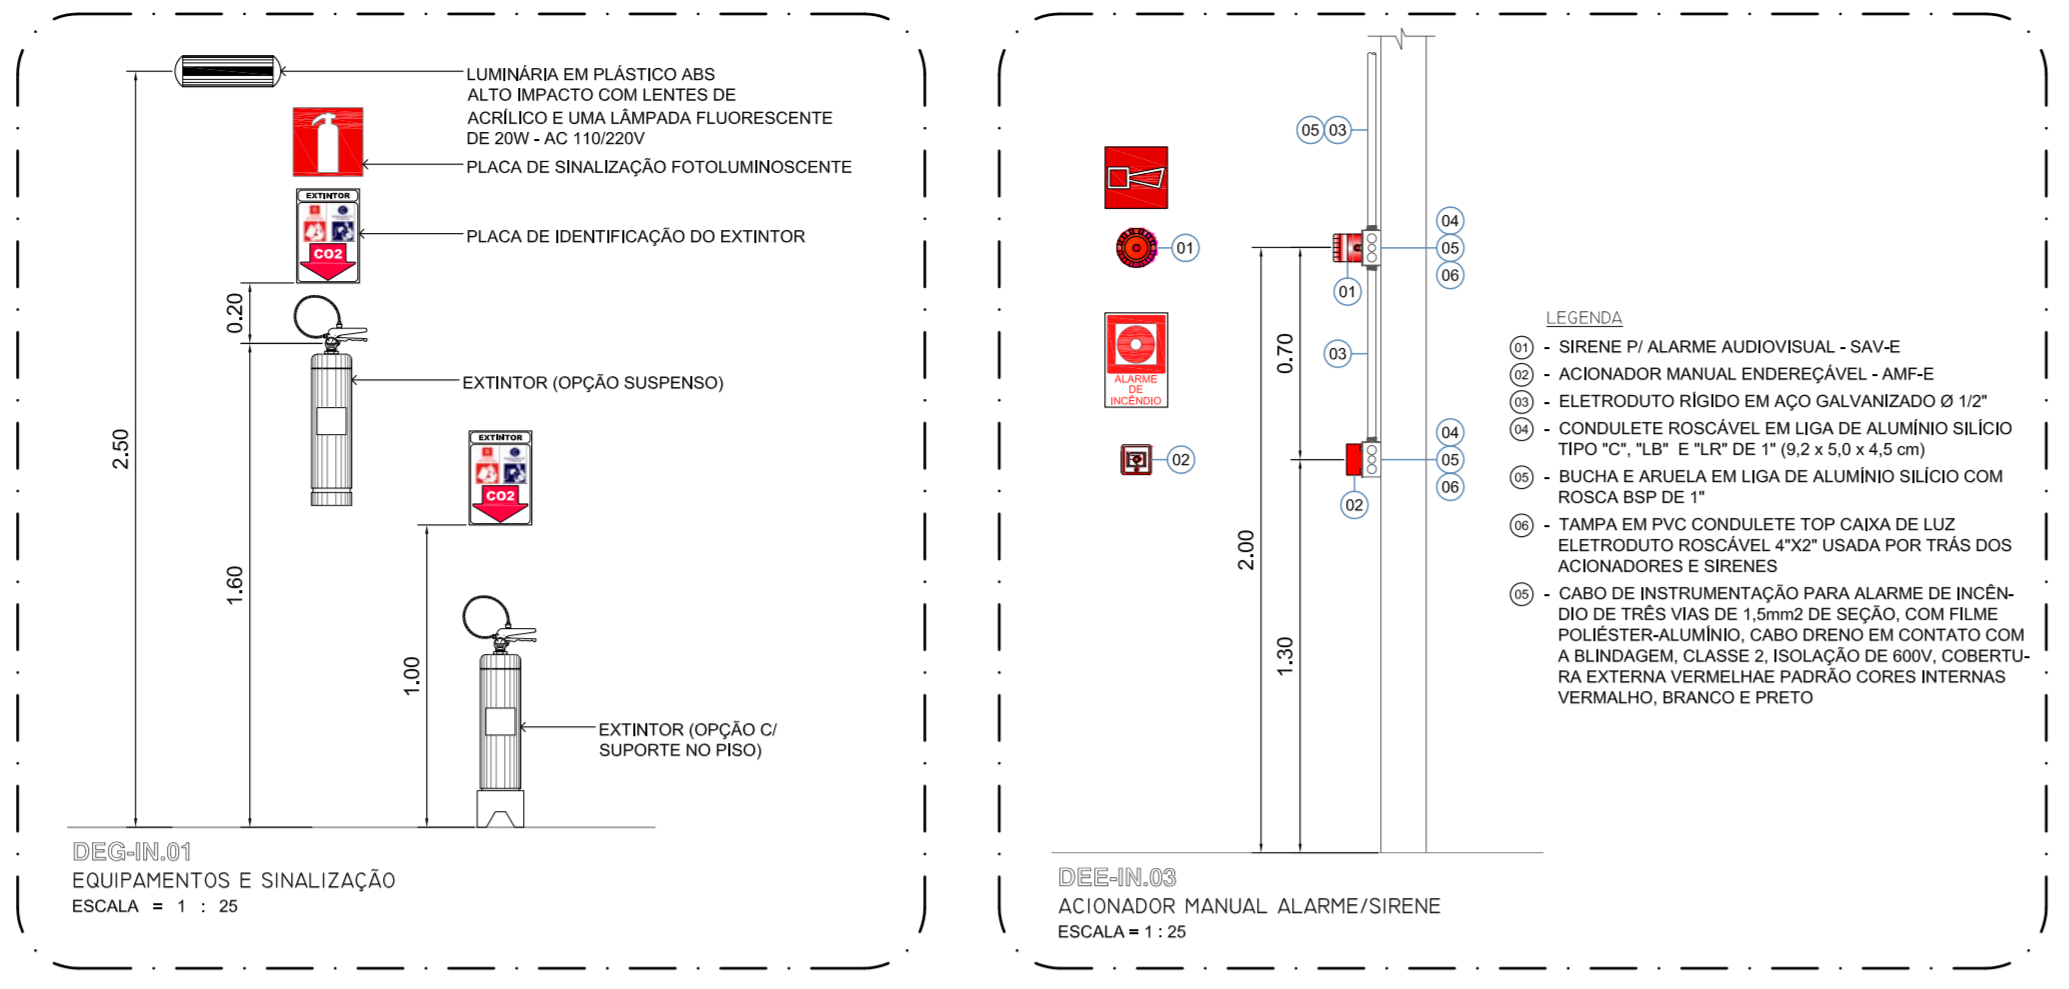 LUMINÁRIA EM PLÁSTICO ABS
ALTO IMPACTO COM LENTES DE
ACRÍLICO E UMA LÂMPADA FLUORESCENTE
DE 20W - AC 110/220V
PLACA DE SINALIZAÇÃO FOTOLUMINOSCENTE
EXTINTOR
CO2
PLACA DE IDENTIFICAÇÃO DO EXTINTOR
0.20
EXTINTOR (OPÇÃO SUSPENSO)
2.50
1.60
EXTINTOR
CO2
1.00
EXTINTOR (OPÇÃO C/
SUPORTE NO PISO)
DEG-IN.01
EQUIPAMENTOS E SINALIZAÇÃO
ESCALA = 1 : 25
05 03
04
01 05
06
01
0.70
03
ALARME
DE
INCÊNDIO
04
02 05
06
02
2.00
1.30
LEGENDA
01 - SIRENE P/ ALARME AUDIOVISUAL - SAV-E
02 - ACIONADOR MANUAL ENDEREÇÁVEL - AMF-E
03 - ELETRODUTO RÍGIDO EM AÇO GALVANIZADO Ø 1/2"
04 - CONDULETE ROSCÁVEL EM LIGA DE ALUMÍNIO SILÍCIO
TIPO "C", "LB" E "LR" DE 1" (9,2 x 5,0 x 4,5 cm)
05 - BUCHA E ARUELA EM LIGA DE ALUMÍNIO SILÍCIO COM
ROSCA BSP DE 1"
06 - TAMPA EM PVC CONDULETE TOP CAIXA DE LUZ
ELETRODUTO ROSCÁVEL 4"X2" USADA POR TRÁS DOS
ACIONADORES E SIRENES
05 - CABO DE INSTRUMENTAÇÃO PARA ALARME DE INCÊN-
DIO DE TRÊS VIAS DE 1,5mm2 DE SEÇÃO, COM FILME
POLIÉSTER-ALUMÍNIO, CABO DRENO EM CONTATO COM
A BLINDAGEM, CLASSE 2, ISOLAÇÃO DE 600V, COBERTU-
RA EXTERNA VERMELHAE PADRÃO CORES INTERNAS
VERMALHO, BRANCO E PRETO
DEE-IN.03
ACIONADOR MANUAL ALARME/SIRENE
ESCALA = 1 : 25